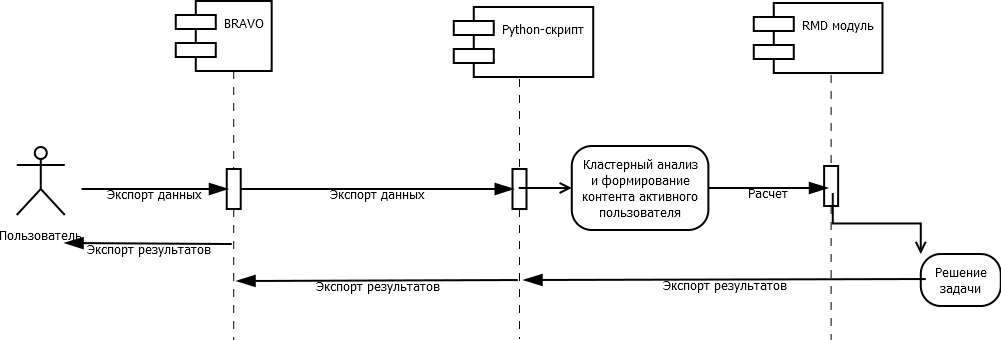 BRAVO
Python-скрипт
RMD модуль
Экспорт данных
Экспорт данных
Кластерный анализ
и формирование
контента активного
пользователя
Расчет
Пользователь
Экспорт результатов
Экспорт результатов
Экспорт результатов
Решение
задачи